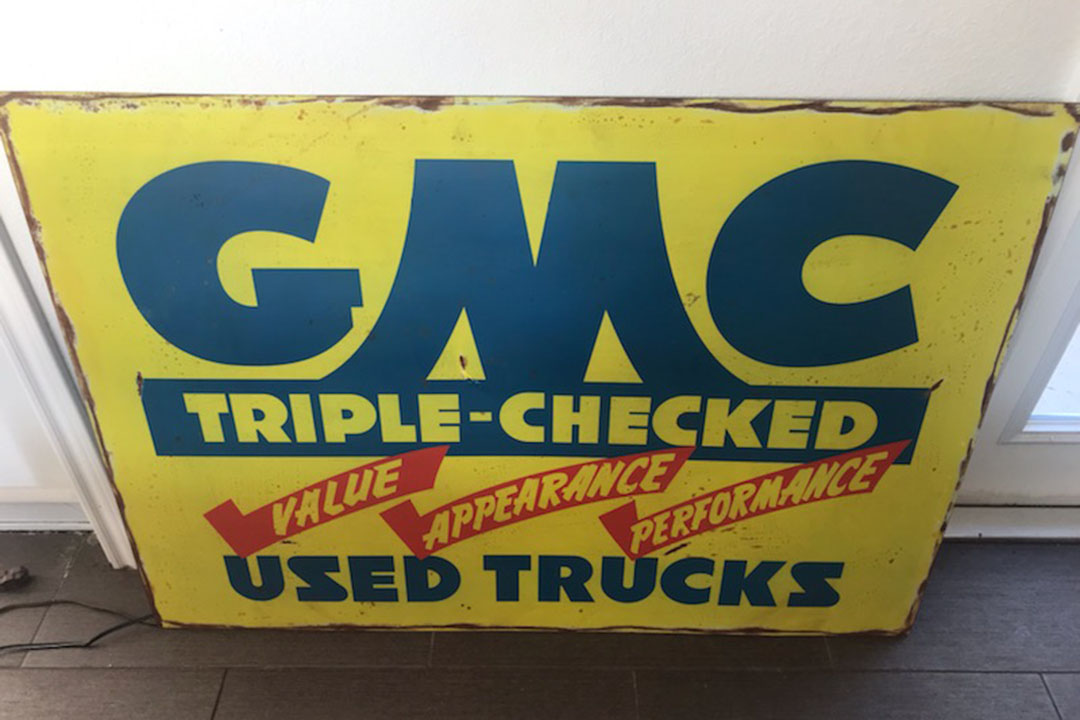 GMC
TRIPLE-CHECKED
VALUE APPEARANCE PERFORMANCE
USED TRUCKS